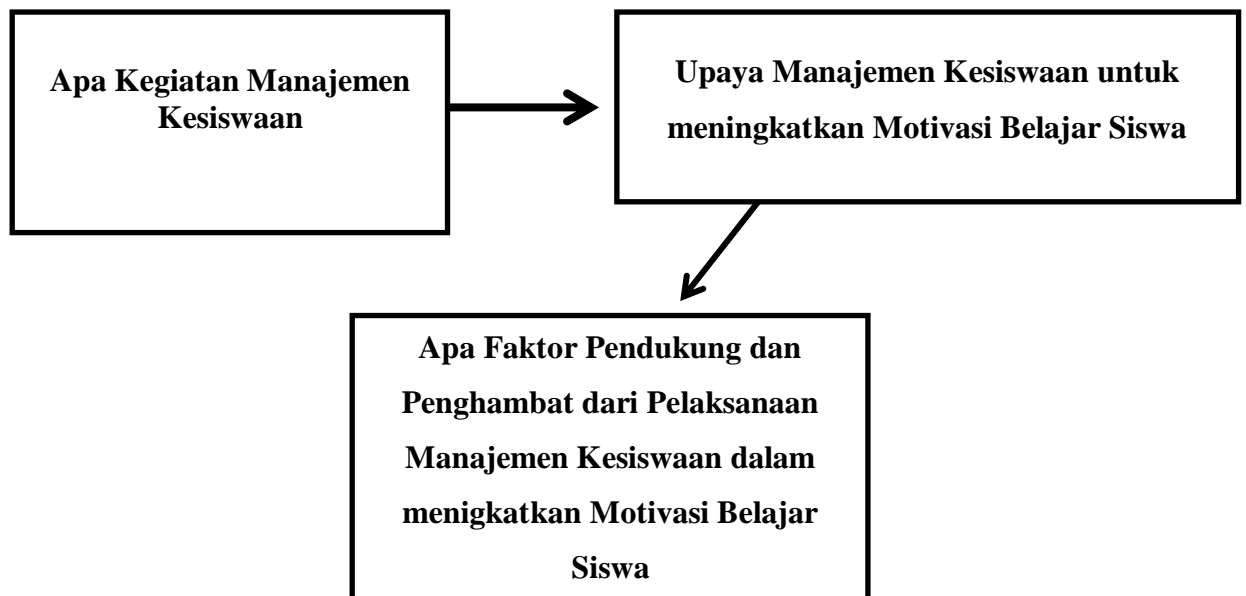 Apa Kegiatan Manajemen
Kesiswaan
Upaya Manajemen Kesiswaan untuk
meningkatkan Motivasi Belajar Siswa
Apa Faktor Pendukung dan
Penghambat dari Pelaksanaan
Manajemen Kesiswaan dalam
menigkatkan Motivasi Belajar
Siswa